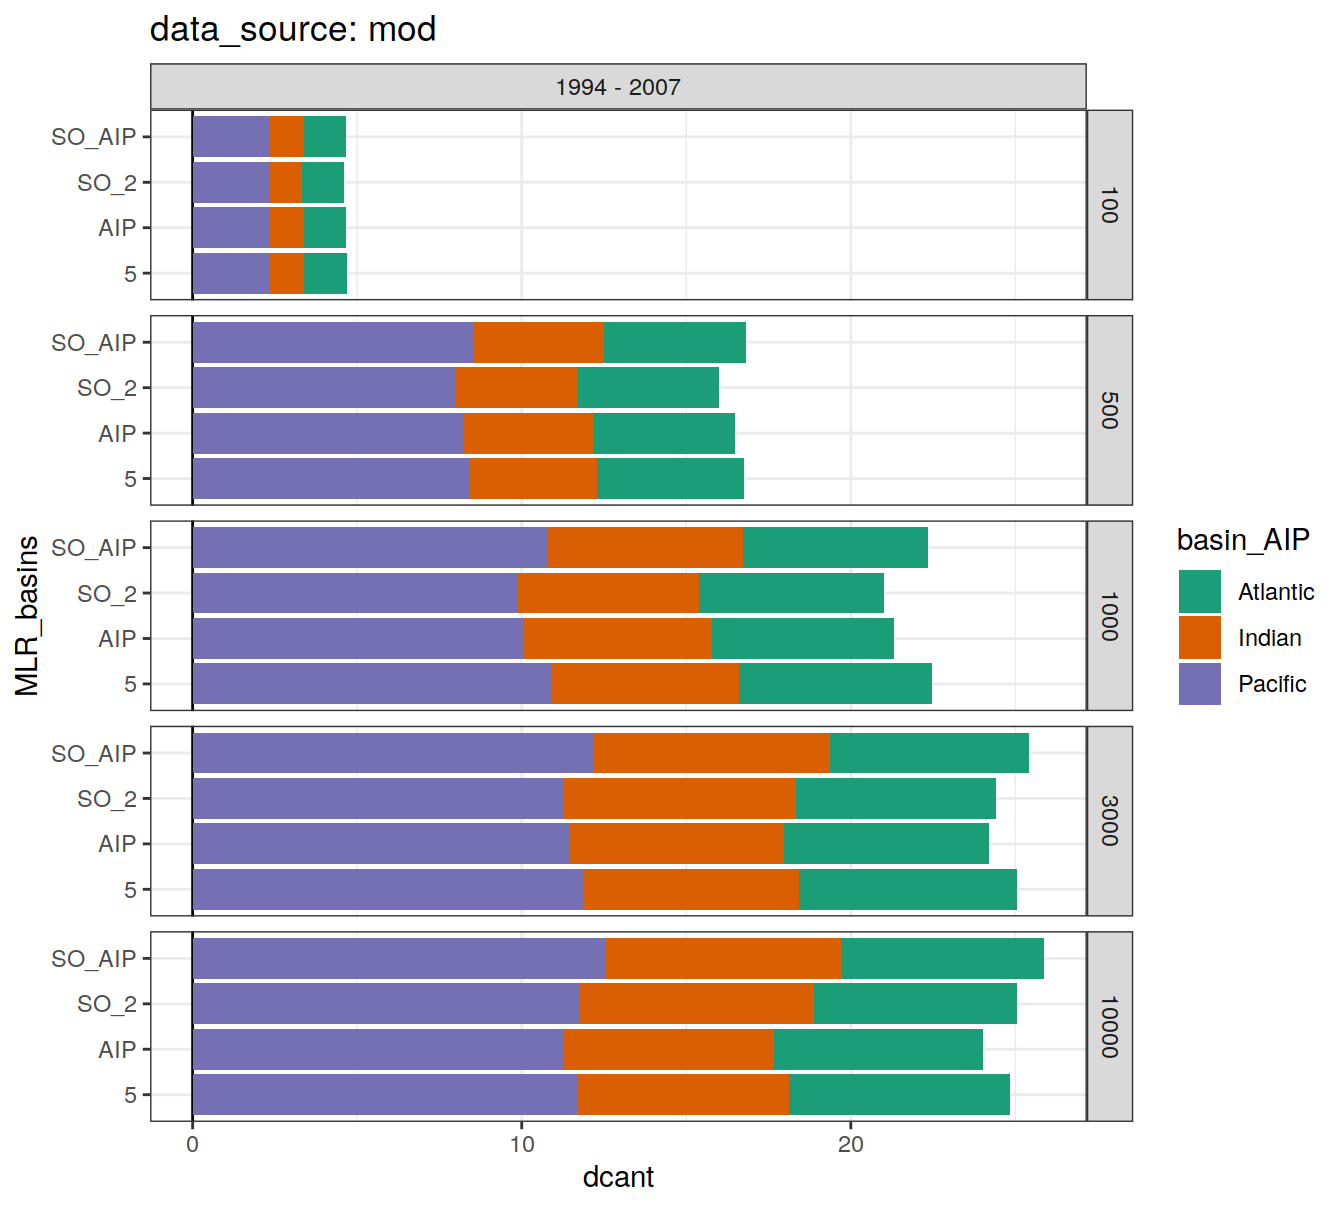 data_source: mod
1994 - 2007
SO_AIP
SO_2
AIP
5
100
SO_AIP
SO_2
AIP
5
500
MLR_basins
SO_AIP
SO_2
AIP
5
1000
SO_AIP
SO_2
AIP
5
3000
SO_AIP
SO_2
AIP
5
10000
0
10
20
dcant
basin_AIP
Atlantic
Indian
Pacific